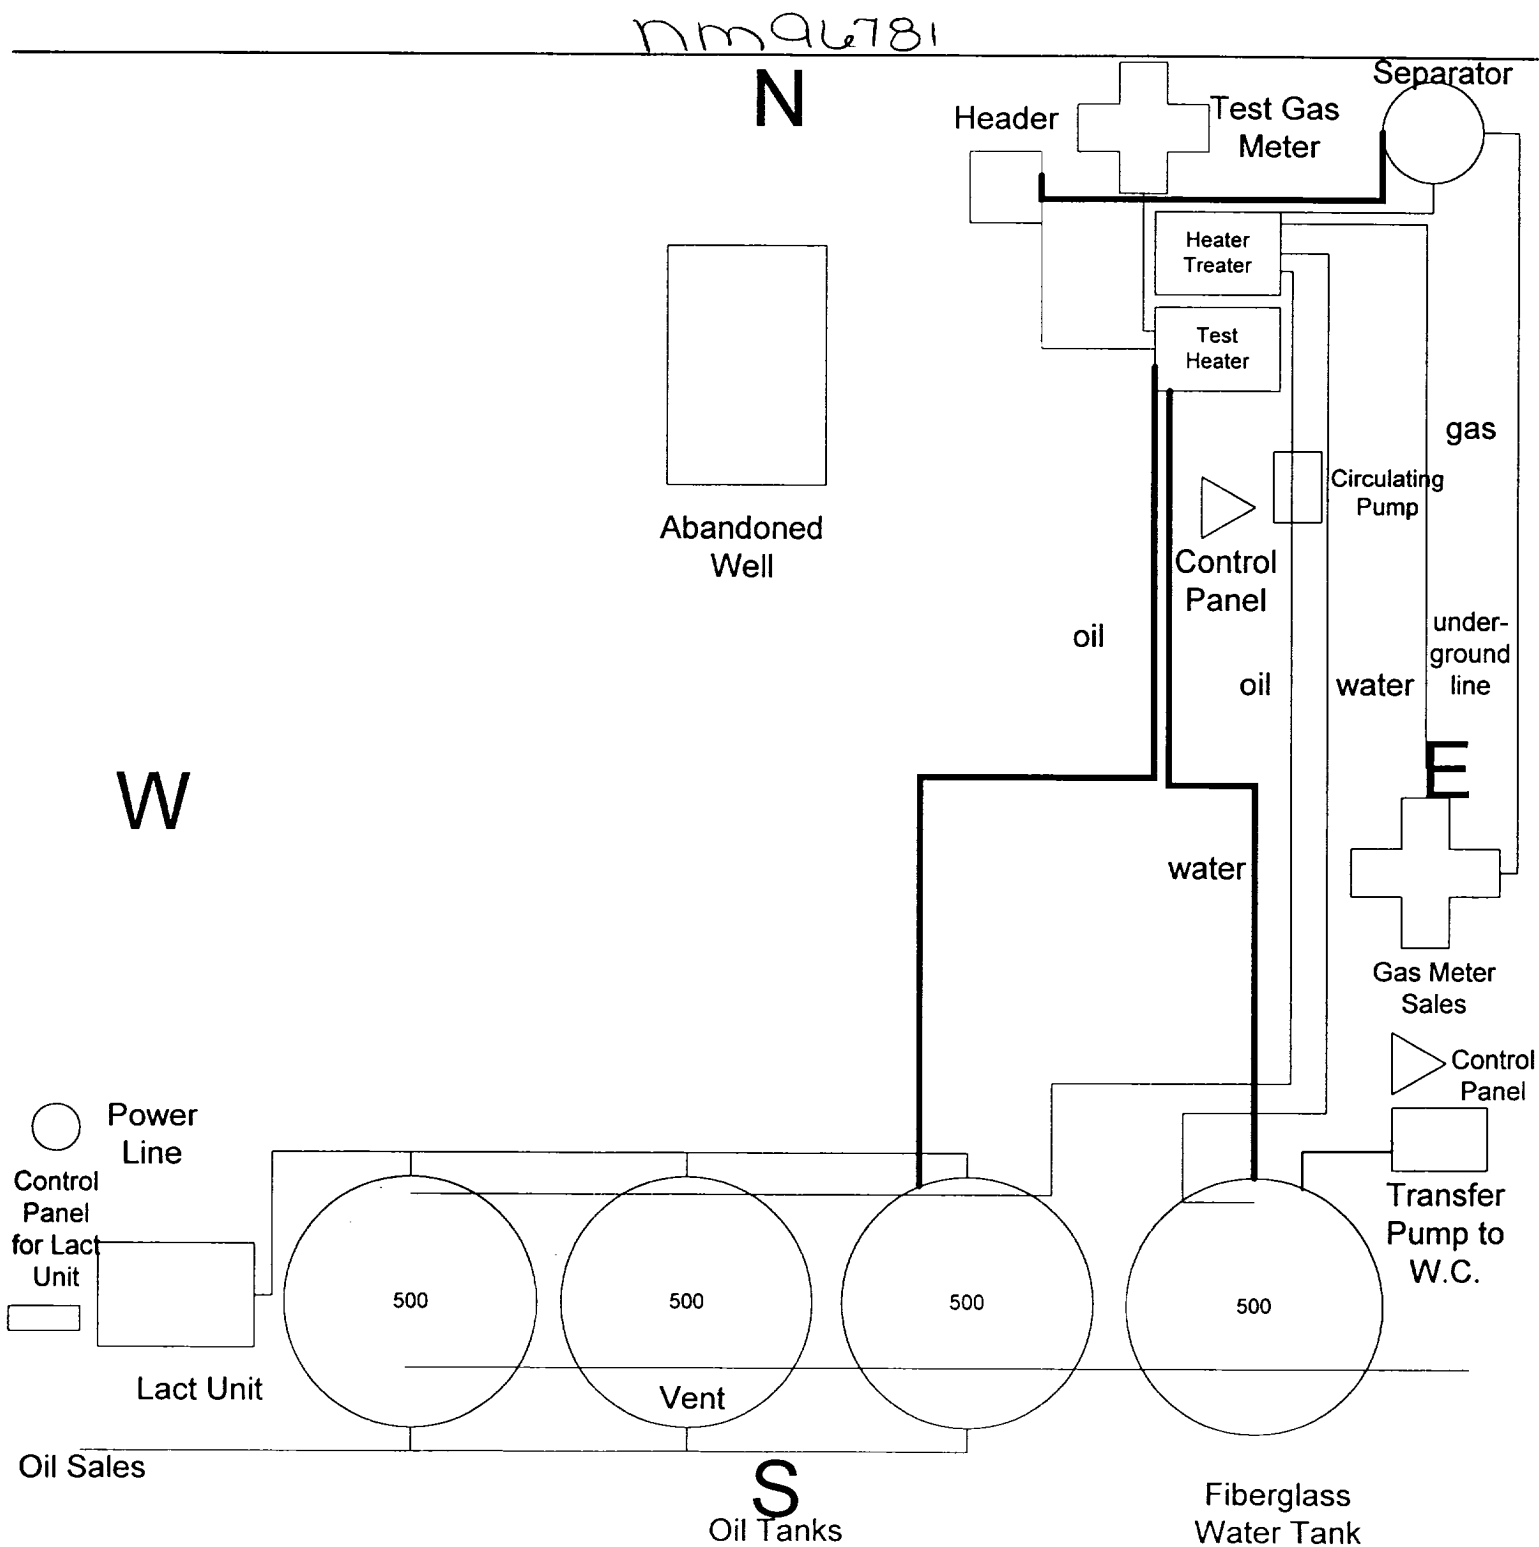 nm96781
N
Separator
Header
Test Gas
Meter
Heater
Treater
Test
Heater
gas
Circulating
Pump
Abandoned
Well
Control
Panel
oil
under-
ground
line
oil
water
W
E
water
Gas Meter
Sales
Control
Panel
Power
Line
Control
Panel
for Lact
Unit
Transfer
Pump to
W.C.
500
500
500
500
Lact Unit
Vent
Oil Sales
S
Oil Tanks
Fiberglass
Water Tank